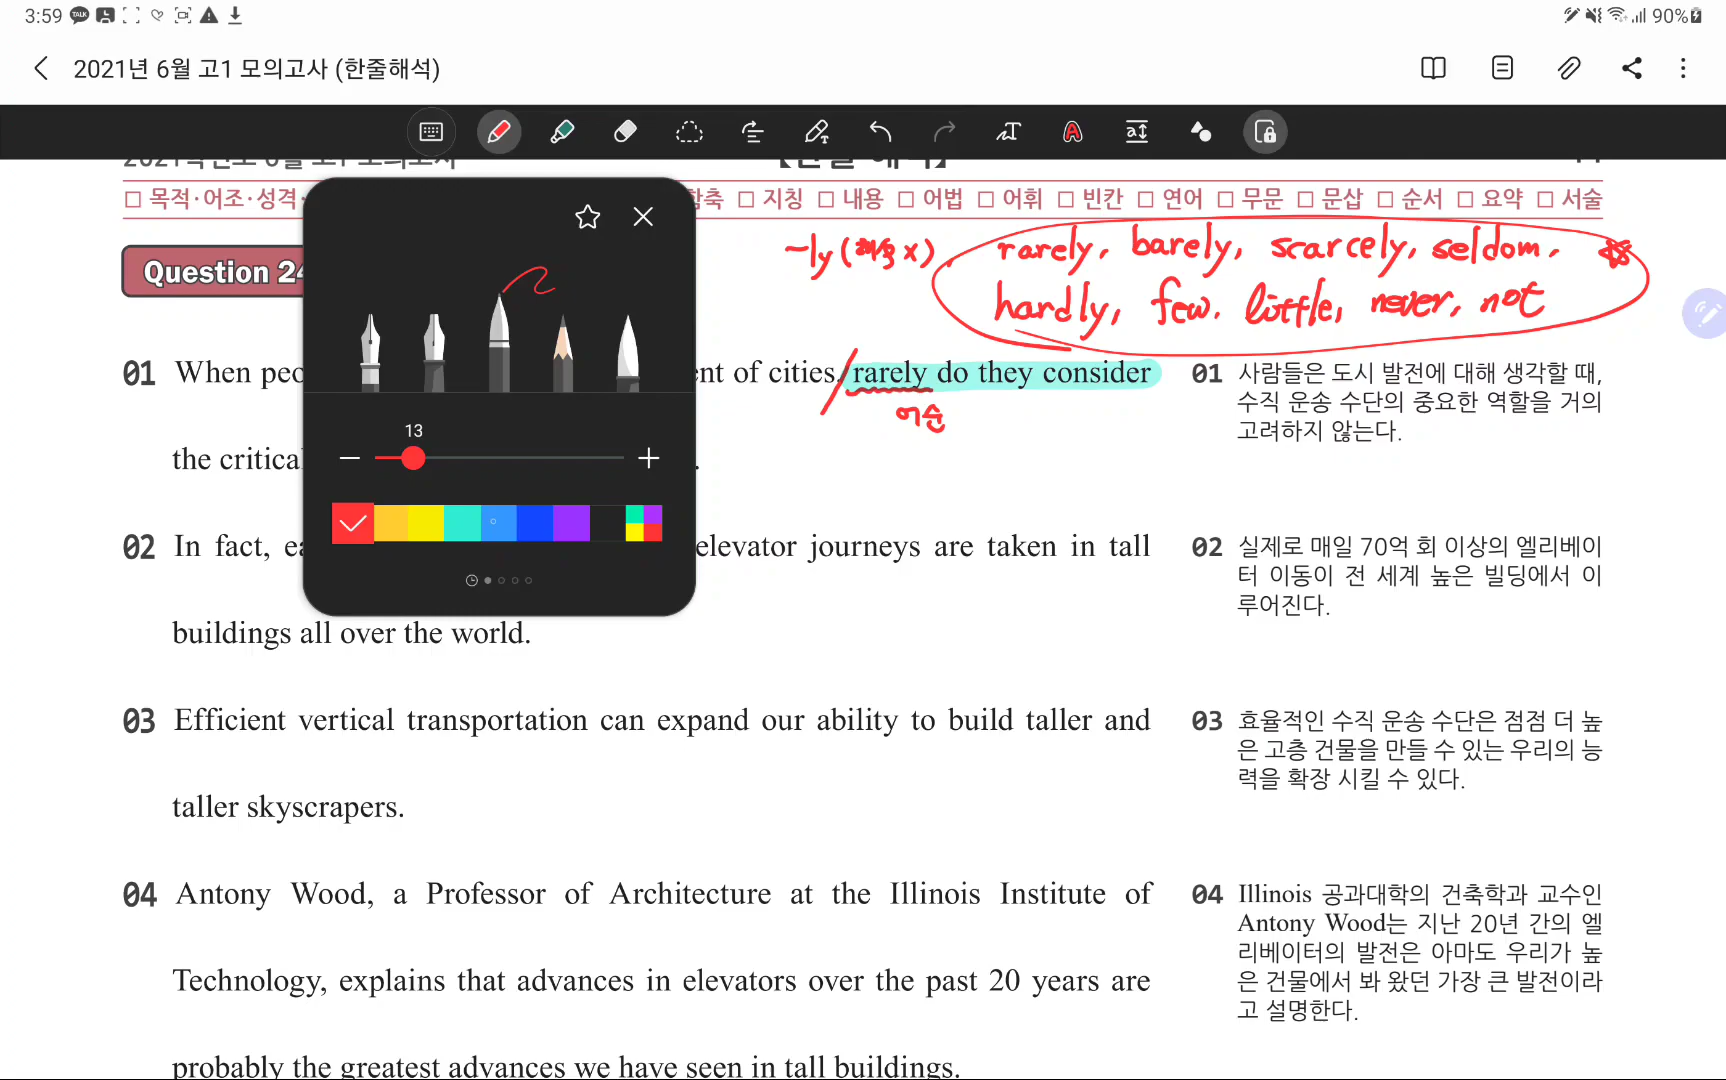 3:59 TALK 90%
2021년 6월 고1 모의고사 (한줄해석)
□ 목적·어조·성격· 함축 □ 지칭 □ 내용 □ 어법 □ 어휘 □ 빈칸 □ 연어 □ 무문 □ 문삽 □ 순서 □ 요약 □ 서술
Question 24
-ly (해石 x).
rarely, barely, scarcely, seldom.
hardly, few. little, never, not
01 When peo nt of cities, rarely do they consider
어순
the critical .
02 In fact, ea elevator journeys are taken in tall
buildings all over the world.
03 Efficient vertical transportation can expand our ability to build taller and
taller skyscrapers.
04 Antony Wood, a Professor of Architecture at the Illinois Institute of
Technology, explains that advances in elevators over the past 20 years are
probably the greatest advances we have seen in tall buildings.
01 사람들은 도시 발전에 대해 생각할 때,
수직 운송 수단의 중요한 역할을 거의
고려하지 않는다.
02 실제로 매일 70억 회 이상의 엘리베이
터 이동이 전 세계 높은 빌딩에서 이
루어진다.
03 효율적인 수직 운송 수단은 점점 더 높
은 고층 건물을 만들 수 있는 우리의 능
력을 확장 시킬 수 있다.
04 Illinois 공과대학의 건축학과 교수인
Antony Wood는 지난 20년 간의 엘
리베이터의 발전은 아마도 우리가 높
은 건물에서 봐 왔던 가장 큰 발전이라
고 설명한다.
13